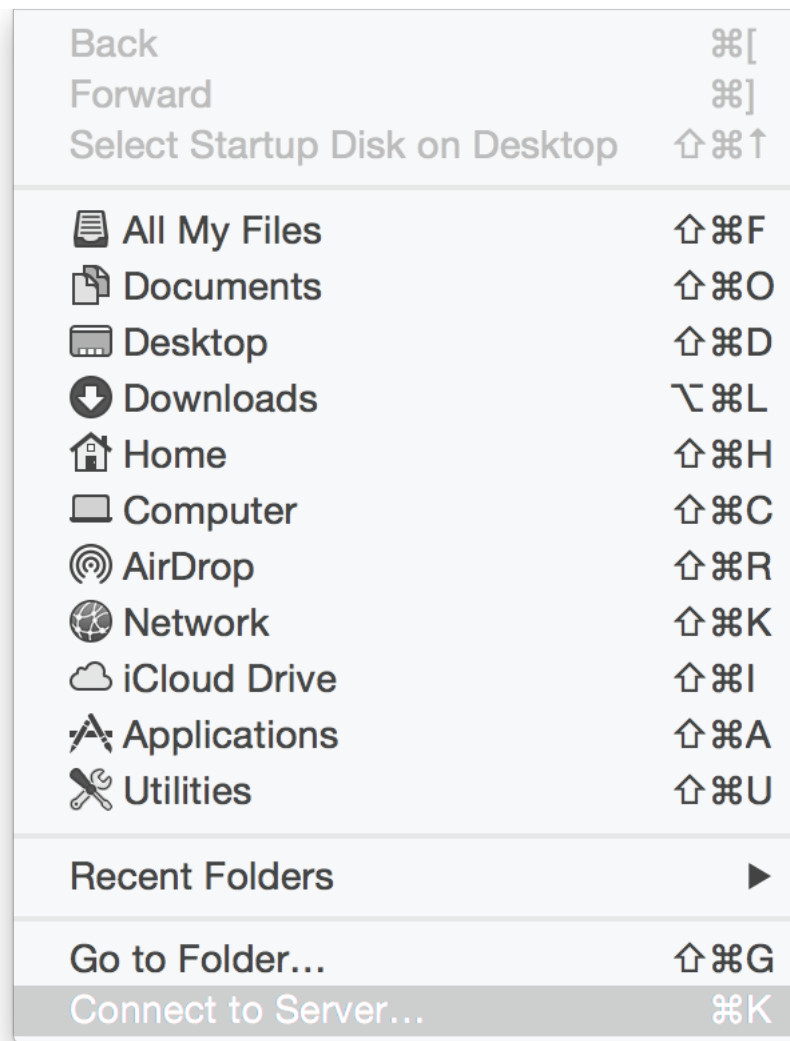 Back ⌘[
Forward ⌘]
Select Startup Disk on Desktop ⇧⌘↑
All My Files ⇧⌘F
Documents ⇧⌘O
Desktop ⇧⌘D
Downloads ⌥⌘L
Home ⇧⌘H
Computer ⇧⌘C
AirDrop ⇧⌘R
Network ⇧⌘K
iCloud Drive ⇧⌘I
Applications ⇧⌘A
Utilities ⇧⌘U
Recent Folders ▶
Go to Folder... ⇧⌘G
Connect to Server... ⌘K